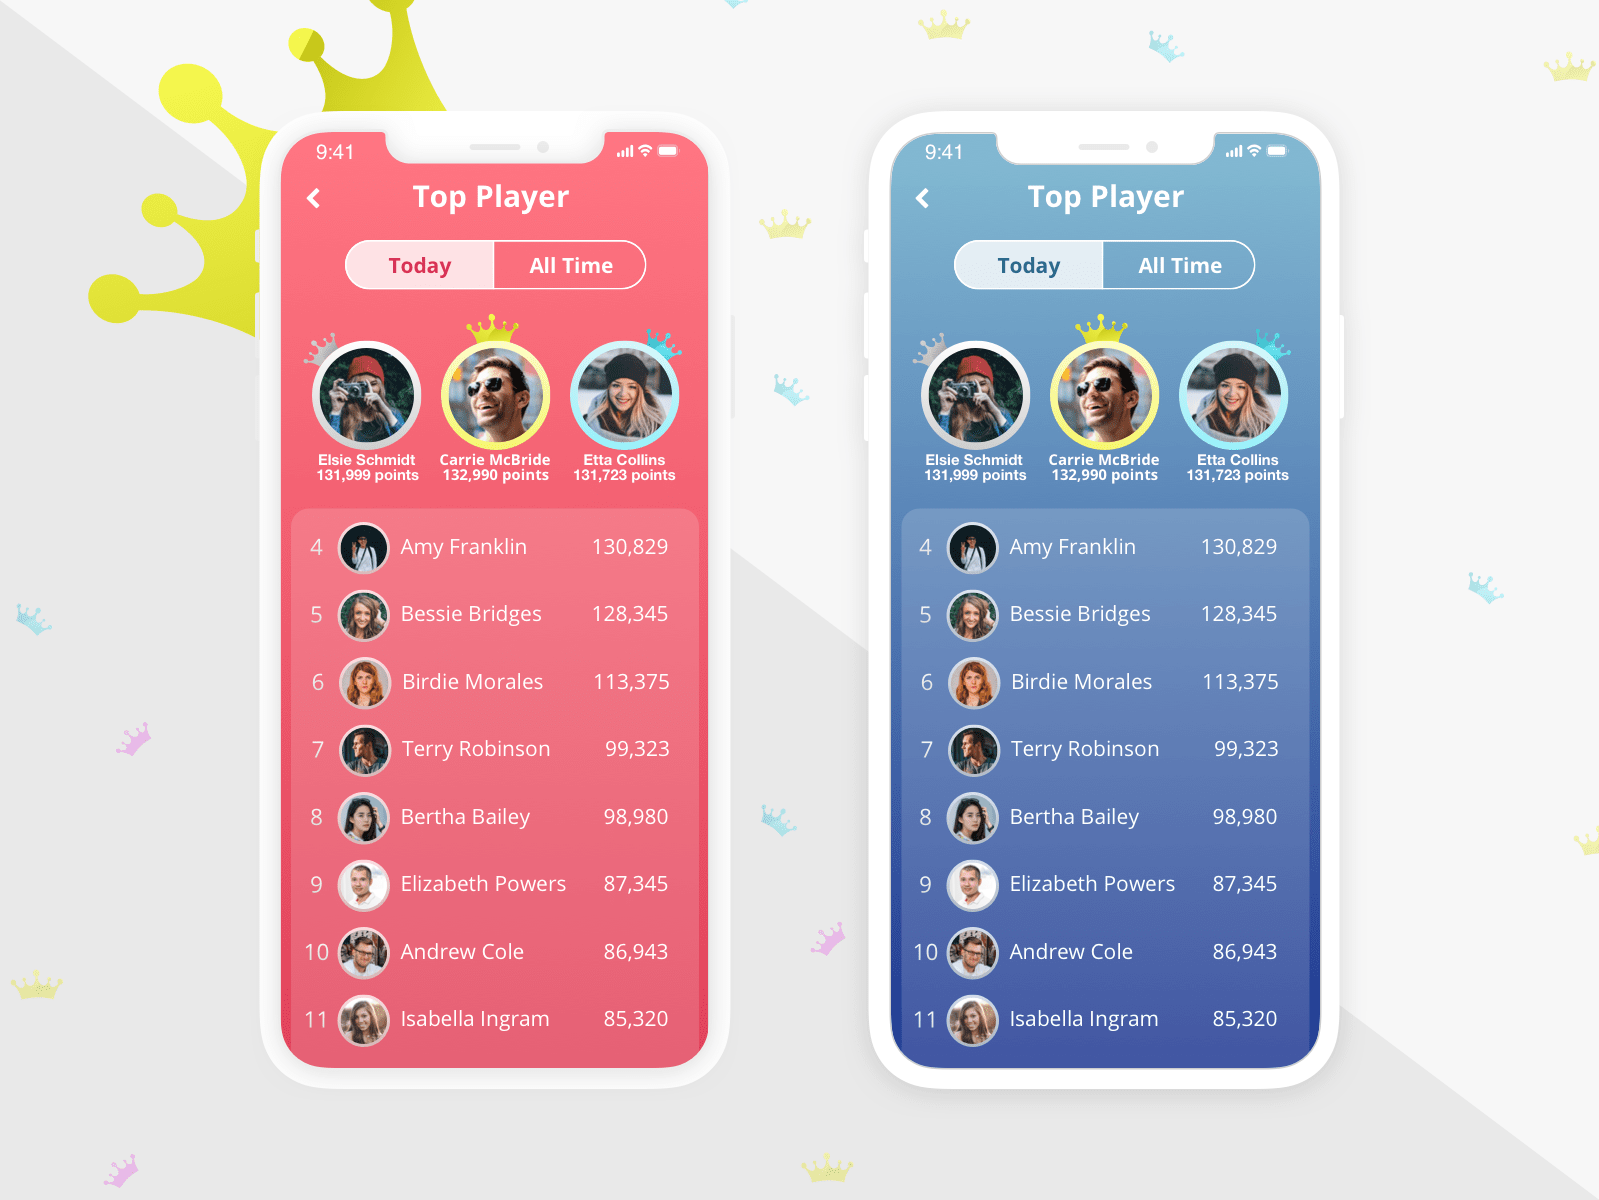 9:41
Top Player
Today All Time
Elsie Schmidt Carrie McBride Etta Collins
131,999 points 132,990 points 131,723 points
4 Amy Franklin 130,829
5 Bessie Bridges 128,345
6 Birdie Morales 113,375
7 Terry Robinson 99,323
8 Bertha Bailey 98,980
9 Elizabeth Powers 87,345
10 Andrew Cole 86,943
11 Isabella Ingram 85,320
9:41
Top Player
Today All Time
Elsie Schmidt Carrie McBride Etta Collins
131,999 points 132,990 points 131,723 points
4 Amy Franklin 130,829
5 Bessie Bridges 128,345
6 Birdie Morales 113,375
7 Terry Robinson 99,323
8 Bertha Bailey 98,980
9 Elizabeth Powers 87,345
10 Andrew Cole 86,943
11 Isabella Ingram 85,320